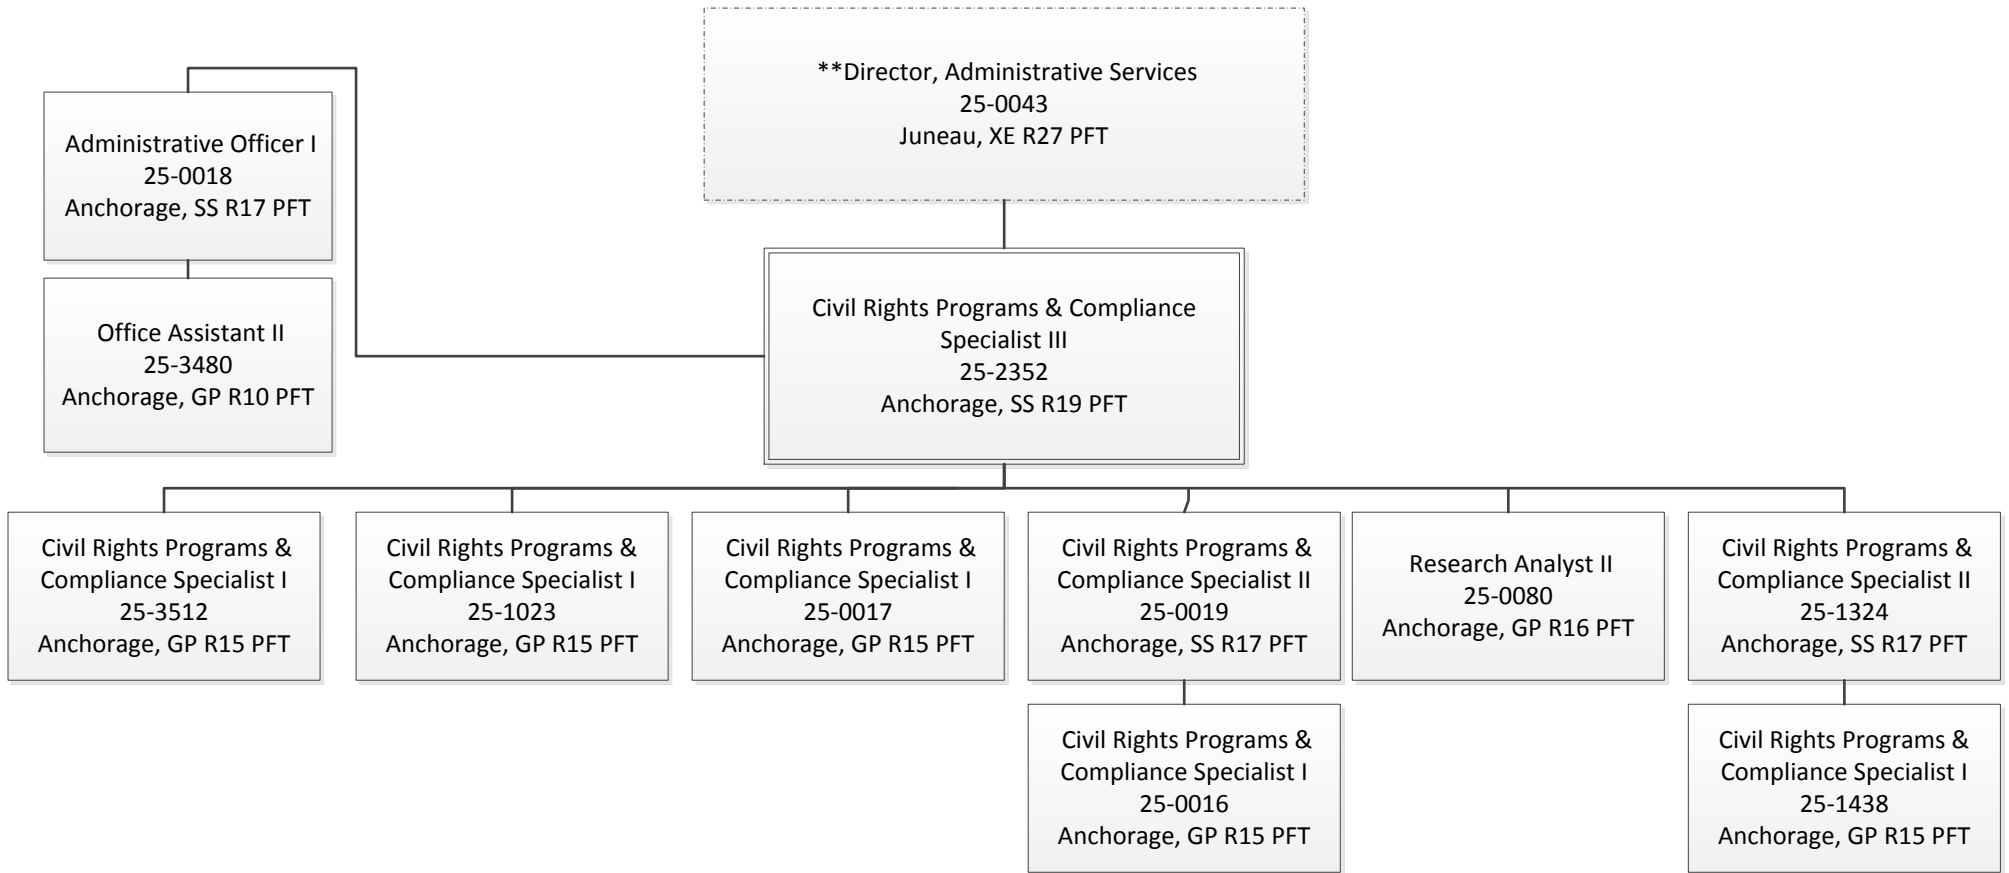 **Director, Administrative Services
25-0043
Juneau, XE R27 PFT
Administrative Officer I
25-0018
Anchorage, SS R17 PFT
Office Assistant II
25-3480
Anchorage, GP R10 PFT
Civil Rights Programs & Compliance
Specialist III
25-2352
Anchorage, SS R19 PFT
Civil Rights Programs &
Compliance Specialist I
25-3512
Anchorage, GP R15 PFT
Civil Rights Programs &
Compliance Specialist I
25-1023
Anchorage, GP R15 PFT
Civil Rights Programs &
Compliance Specialist I
25-0017
Anchorage, GP R15 PFT
Civil Rights Programs &
Compliance Specialist II
25-0019
Anchorage, SS R17 PFT
Research Analyst II
25-0080
Anchorage, GP R16 PFT
Civil Rights Programs &
Compliance Specialist II
25-1324
Anchorage, SS R17 PFT
Civil Rights Programs &
Compliance Specialist I
25-0016
Anchorage, GP R15 PFT
Civil Rights Programs &
Compliance Specialist I
25-1438
Anchorage, GP R15 PFT